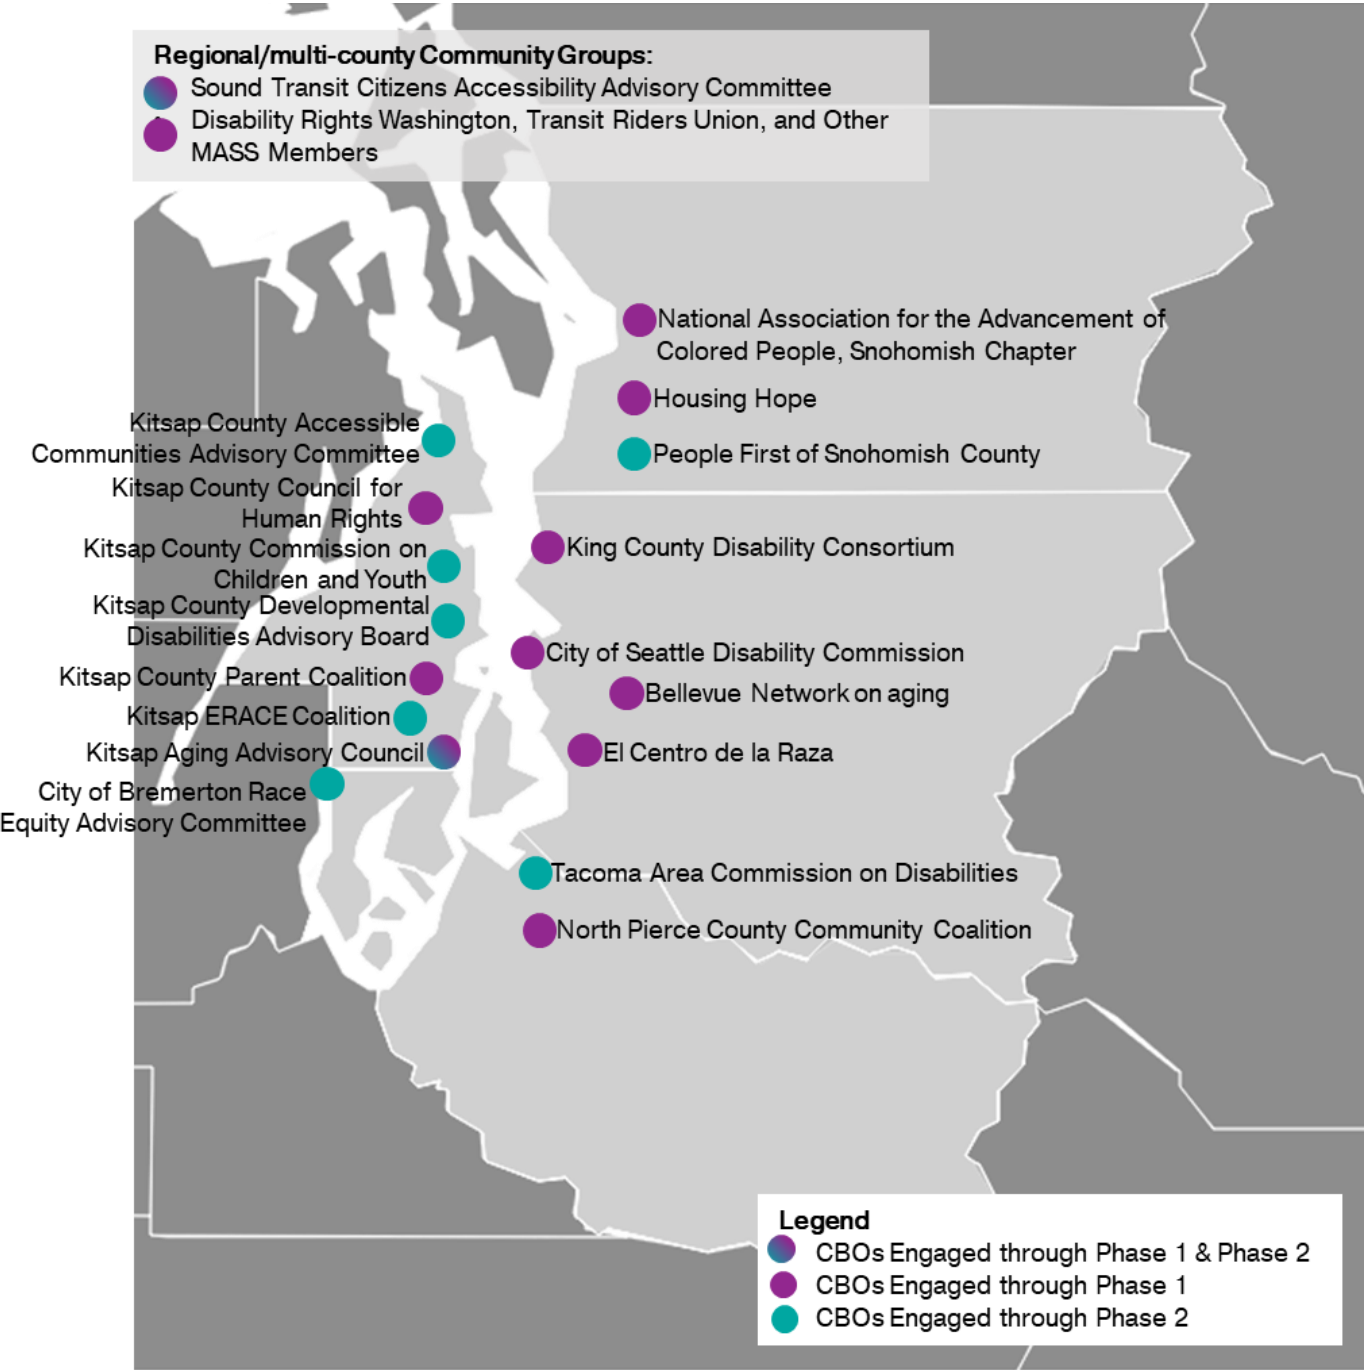 Regional/multi-county Community Groups:
Sound Transit Citizens Accessibility Advisory Committee
Disability Rights Washington, Transit Riders Union, and Other
MASS Members
National Association for the Advancement of
Colored People, Snohomish Chapter
Housing Hope
People First of Snohomish County
Kitsap County Accessible
Communities Advisory Committee
Kitsap County Council for
Human Rights
Kitsap County Commission on
Children and Youth
Kitsap County Developmental
Disabilities Advisory Board
Kitsap County Parent Coalition
Kitsap ERACE Coalition
Kitsap Aging Advisory Council
City of Bremerton Race
Equity Advisory Committee
King County Disability Consortium
City of Seattle Disability Commission
Bellevue Network on aging
El Centro de la Raza
Tacoma Area Commission on Disabilities
North Pierce County Community Coalition
Legend
CBOs Engaged through Phase 1 & Phase 2
CBOs Engaged through Phase 1
CBOs Engaged through Phase 2